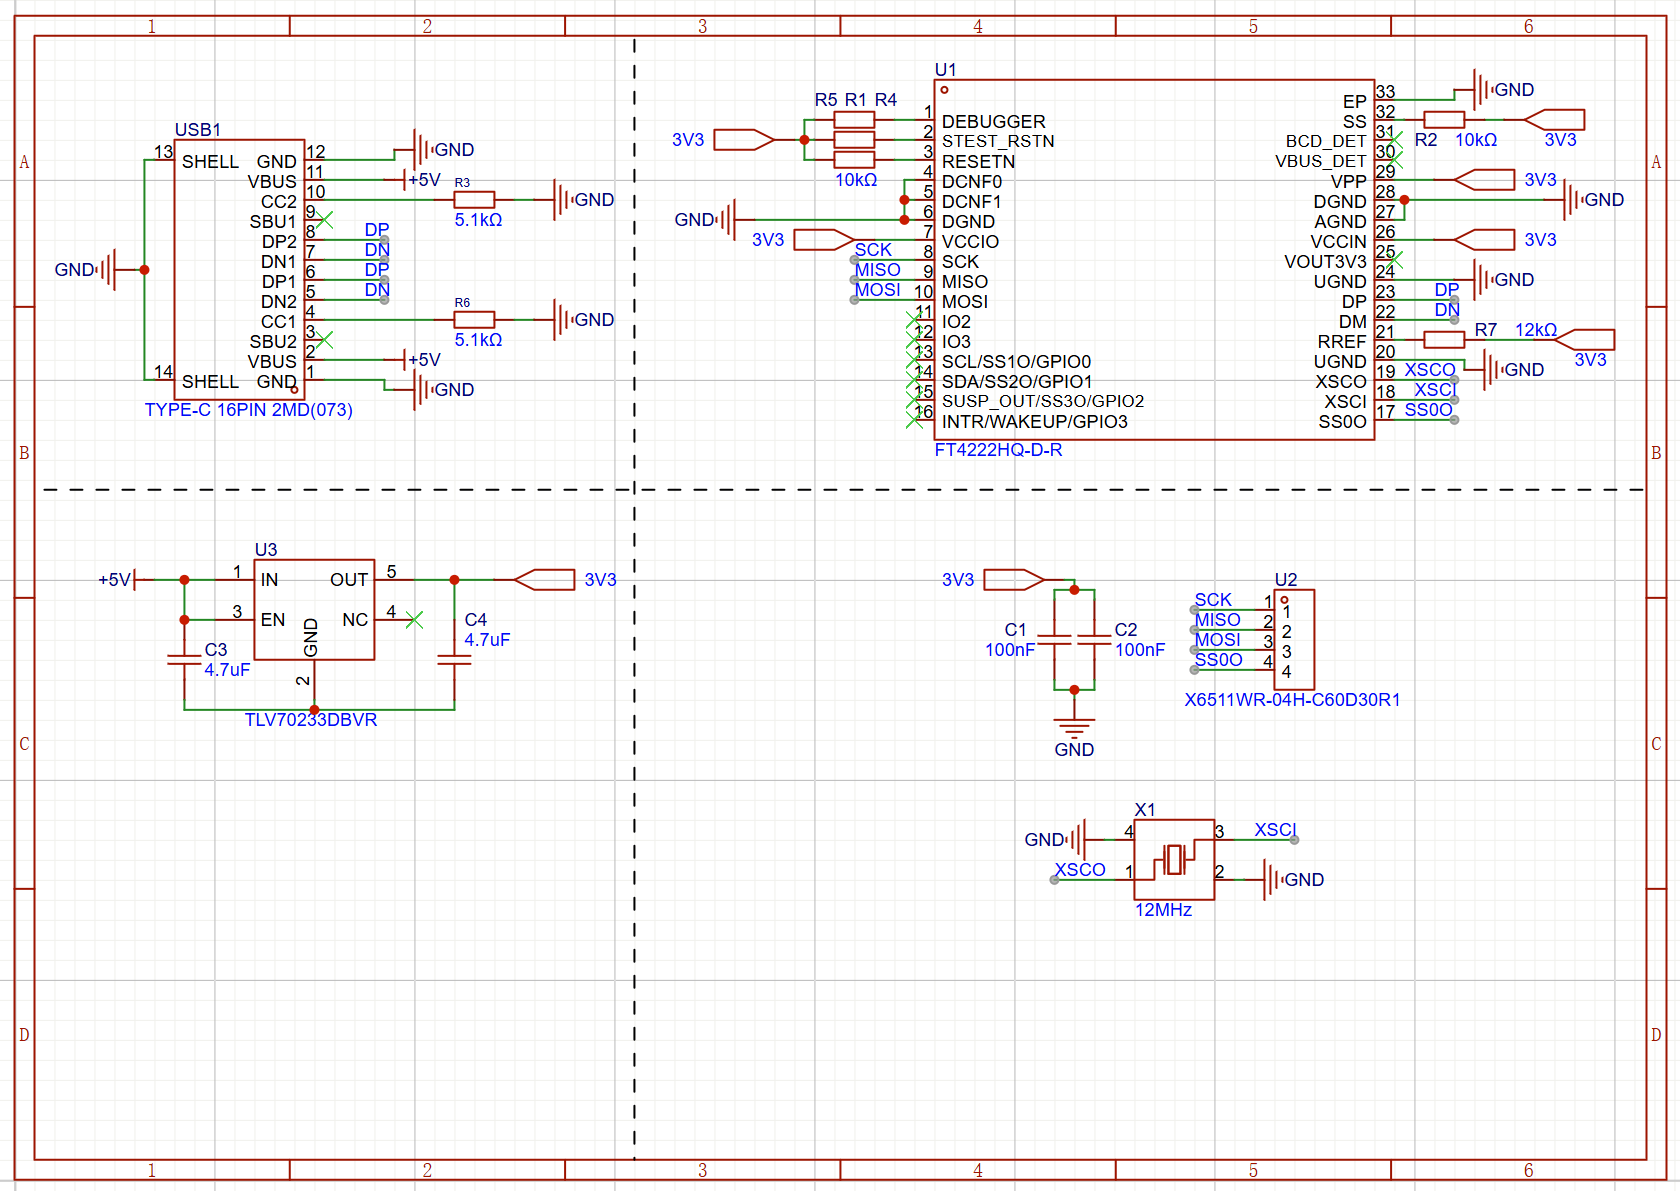 1 2 3 4 5 6
A
B
C
D
USB1
13 SHELL
14 SHELL
GND
GND 12 GND
VBUS 11 +5V
CC2 10 R3 5.1kΩ GND
SBU1 9
DP2 8 DP
DN1 7 DN
DP1 6 DP
DN2 5 DN
CC1 4 R6 5.1kΩ GND
SBU2 3
VBUS 2 +5V
GND 1 GND
TYPE-C 16PIN 2MD(073)
U1
R5 R1 R4
3V3
10kΩ
GND
3V3
1 DEBUGGER
2 STEST_RSTN
3 RESETN
4 DCNF0
5 DCNF1
6 DGND
7 VCCIO
SCK 8 SCK
MISO 9 MISO
MOSI 10 MOSI
11 IO2
12 IO3
13 SCL/SS1O/GPIO0
14 SDA/SS2O/GPIO1
15 SUSP_OUT/SS3O/GPIO2
16 INTR/WAKEUP/GPIO3
EP 33 GND
SS 32 R2 10kΩ 3V3
BCD_DET 31
VBUS_DET 30
VPP 29 3V3
DGND 28 GND
AGND 27
VCCIN 26 3V3
VOUT3V3 25
UGND 24 GND
DP 23 DP
DM 22 DN
RREF 21 R7 12kΩ 3V3
UGND 20 GND
XSCO 19 XSCO
XSCI 18 XSCI
SS0O 17 SS0O
FT4222HQ-D-R
U3
+5V 1 IN OUT 5 3V3
3 EN NC 4
GND
2
C3
4.7uF
C4
4.7uF
TLV70233DBVR
3V3
C1
100nF
C2
100nF
GND
U2
SCK 1 1
MISO 2 2
MOSI 3 3
SS0O 4 4
X6511WR-04H-C60D30R1
X1
GND 4 3 XSCI
XSCO 1 2 GND
12MHz
A
B
C
D
1 2 3 4 5 6